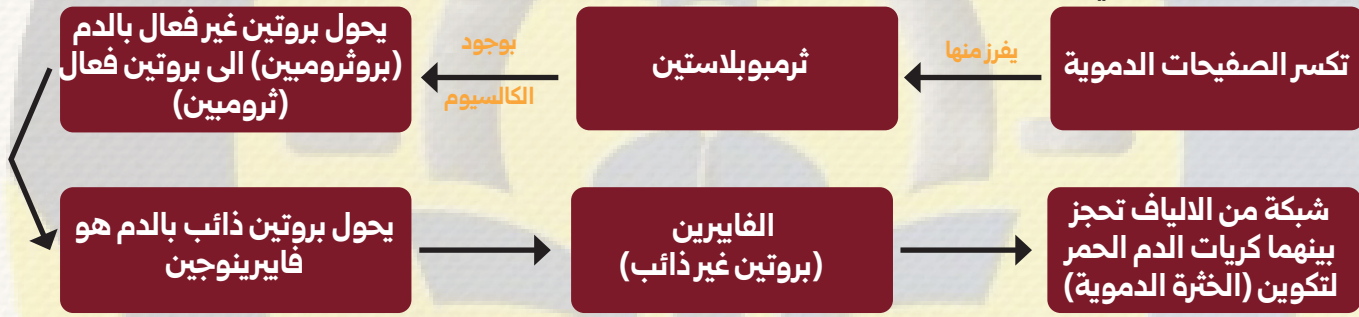 تكسر الصفيحات الدموية
يفرز منها
ثرمبوبلاستين
بوجود
الكالسيوم
يحول بروتين غير فعال بالدم
(بروثرومبين) الى بروتين فعال
(ثرومبين)
يحول بروتين ذائب بالدم هو
فايبرينوجين
الفايبرين
(بروتين غير ذائب)
شبكة من الالياف تحجز
بينهما كريات الدم الحمر
لتكوين (الخثرة الدموية)